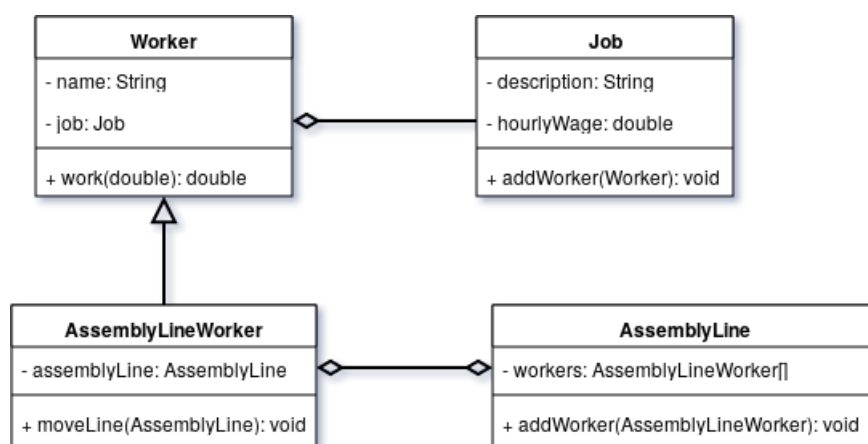 Worker
- name: String
- job: Job
+ work(double): double
Job
- description: String
- hourlyWage: double
+ addWorker(Worker): void
AssemblyLineWorker
- assemblyLine: AssemblyLine
+ moveLine(AssemblyLine): void
AssemblyLine
- workers: AssemblyLineWorker[]
+ addWorker(AssemblyLineWorker): void